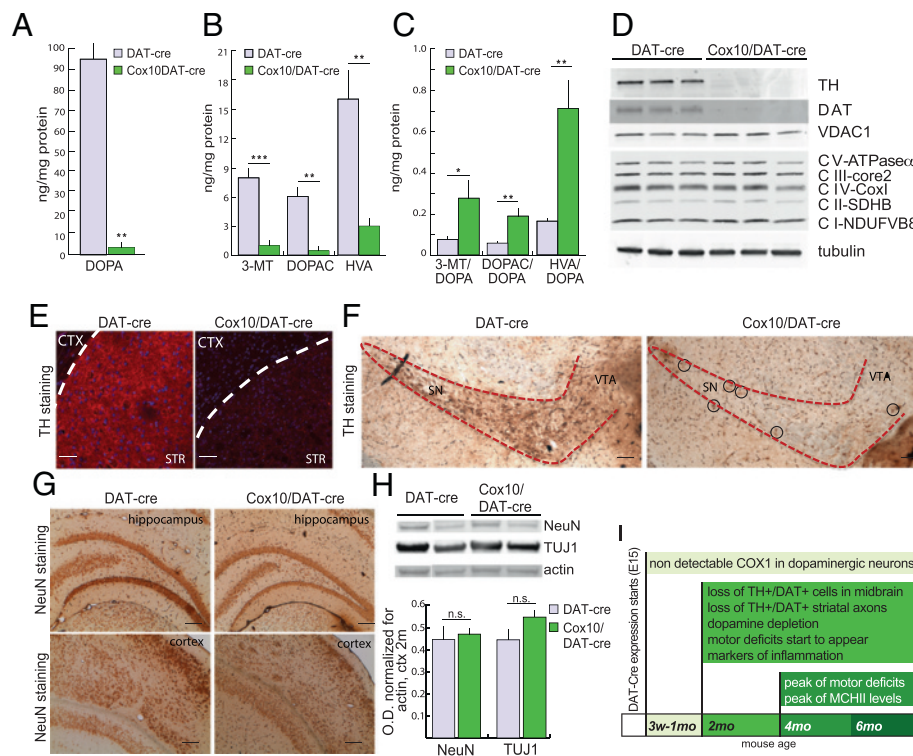 A
100
90
80
70
60
50
40
30
20
10
0
ng/mg protein
DAT-cre
Cox10DAT-cre
**
DOPA
B
21
18
15
12
9
6
3
0
ng/mg protein
DAT-cre
Cox10/DAT-cre
***
**
**
3-MT DOPAC HVA
C
1.0
0.8
0.6
0.4
0.2
0
ng/mg protein
DAT-cre
Cox10/DAT-cre
*
**
**
3-MT/ DOPAC/ HVA/
DOPA DOPA DOPA
D
DAT-cre Cox10/DAT-cre
TH
DAT
VDAC1
C V-ATPaseα
C III-core2
C IV-CoxI
C II-SDHB
C I-NDUFVB8
tubulin
E
DAT-cre Cox10/DAT-cre
TH staining
CTX
STR
CTX
STR
F
DAT-cre Cox10/DAT-cre
TH staining
SN
VTA
SN
VTA
G
DAT-cre Cox10/DAT-cre
NeuN staining
hippocampus
hippocampus
NeuN staining
cortex
cortex
H
DAT-cre
Cox10/
DAT-cre
NeuN
TUJ1
actin
O.D. normalized for
actin, ctx 2m
0.6
0.5
0.4
0.3
0.2
0.1
n.s.
n.s.
DAT-cre
Cox10/
DAT-cre
NeuN TUJ1
I
DAT-Cre expression starts (E15)
non detectable COX1 in dopaminergic neurons
loss of TH+/DAT+ cells in midbrain
loss of TH+/DAT+ striatal axons
dopamine depletion
motor deficits start to appear
markers of inflammation
peak of motor deficits
peak of MCHII levels
3w-1mo 2mo 4mo 6mo
mouse age